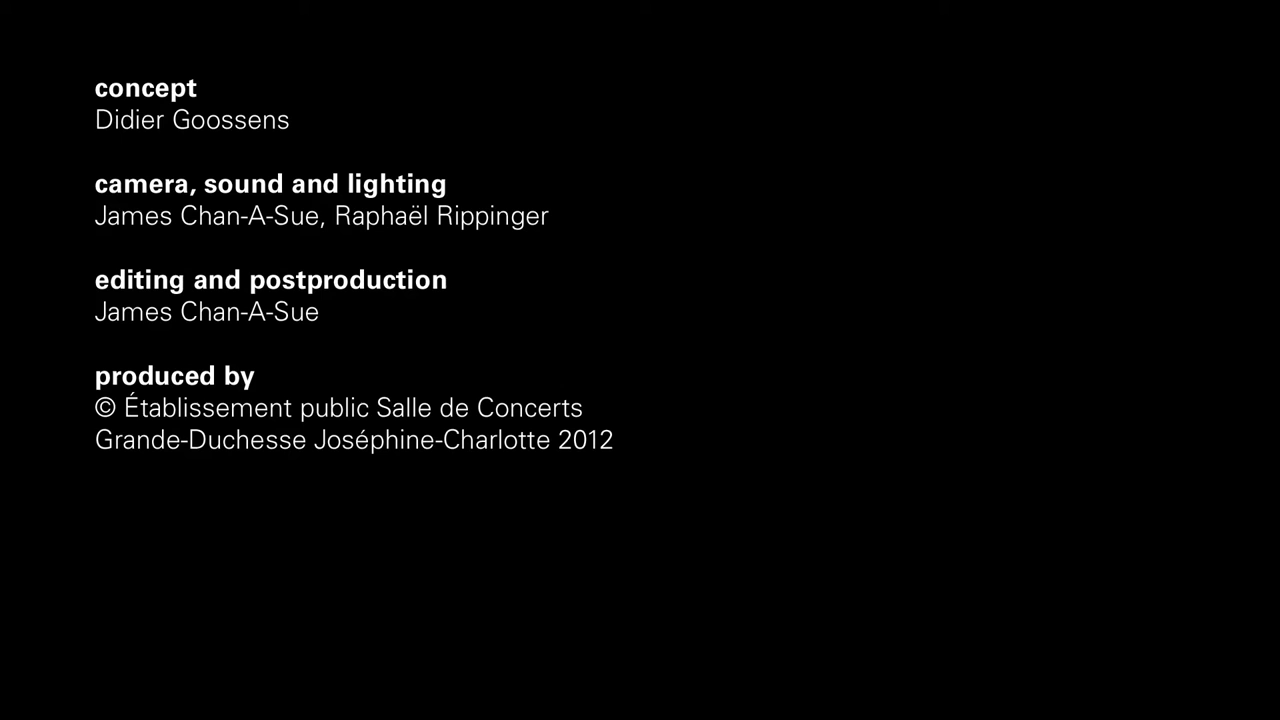 concept
Didier Goossens
camera, sound and lighting
James Chan-A-Sue, Raphaël Rippinger
editing and postproduction
James Chan-A-Sue
produced by
© Établissement public Salle de Concerts
Grande-Duchesse Joséphine-Charlotte 2012